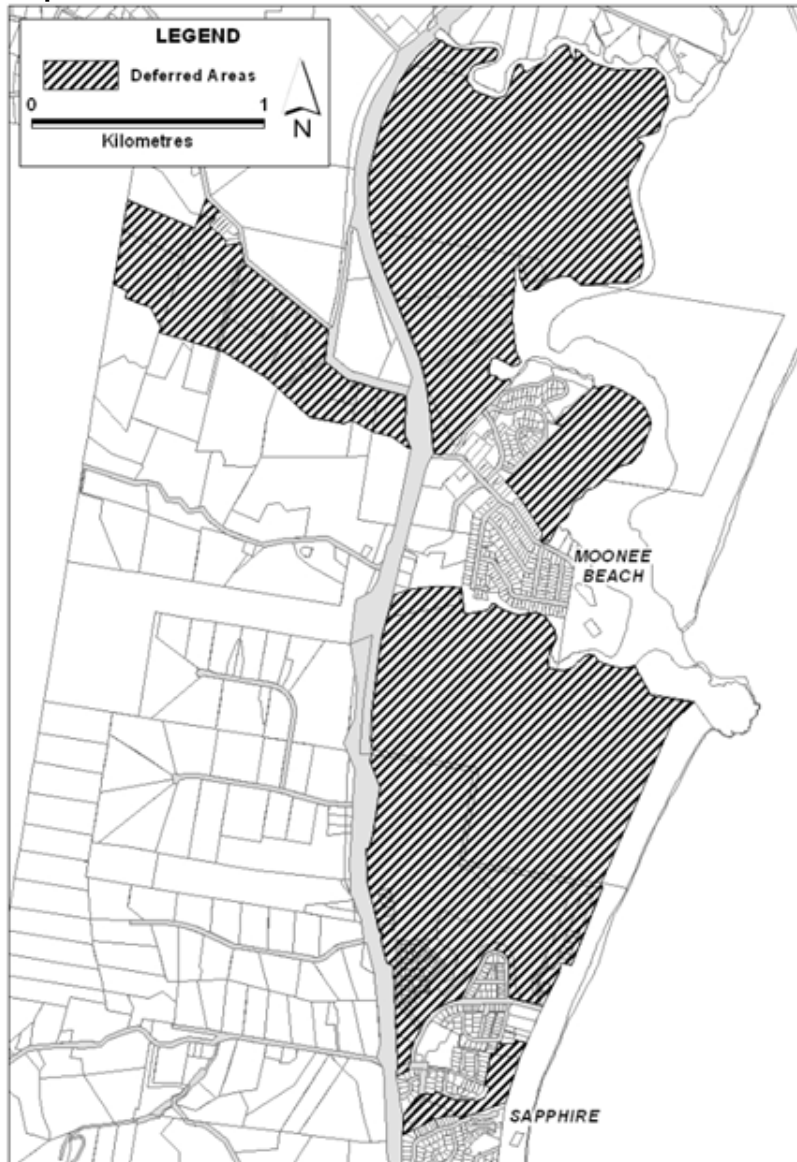 LEGEND
Deferred Areas
0 1
Kilometres
N
MOONEE
BEACH
SAPPHIRE